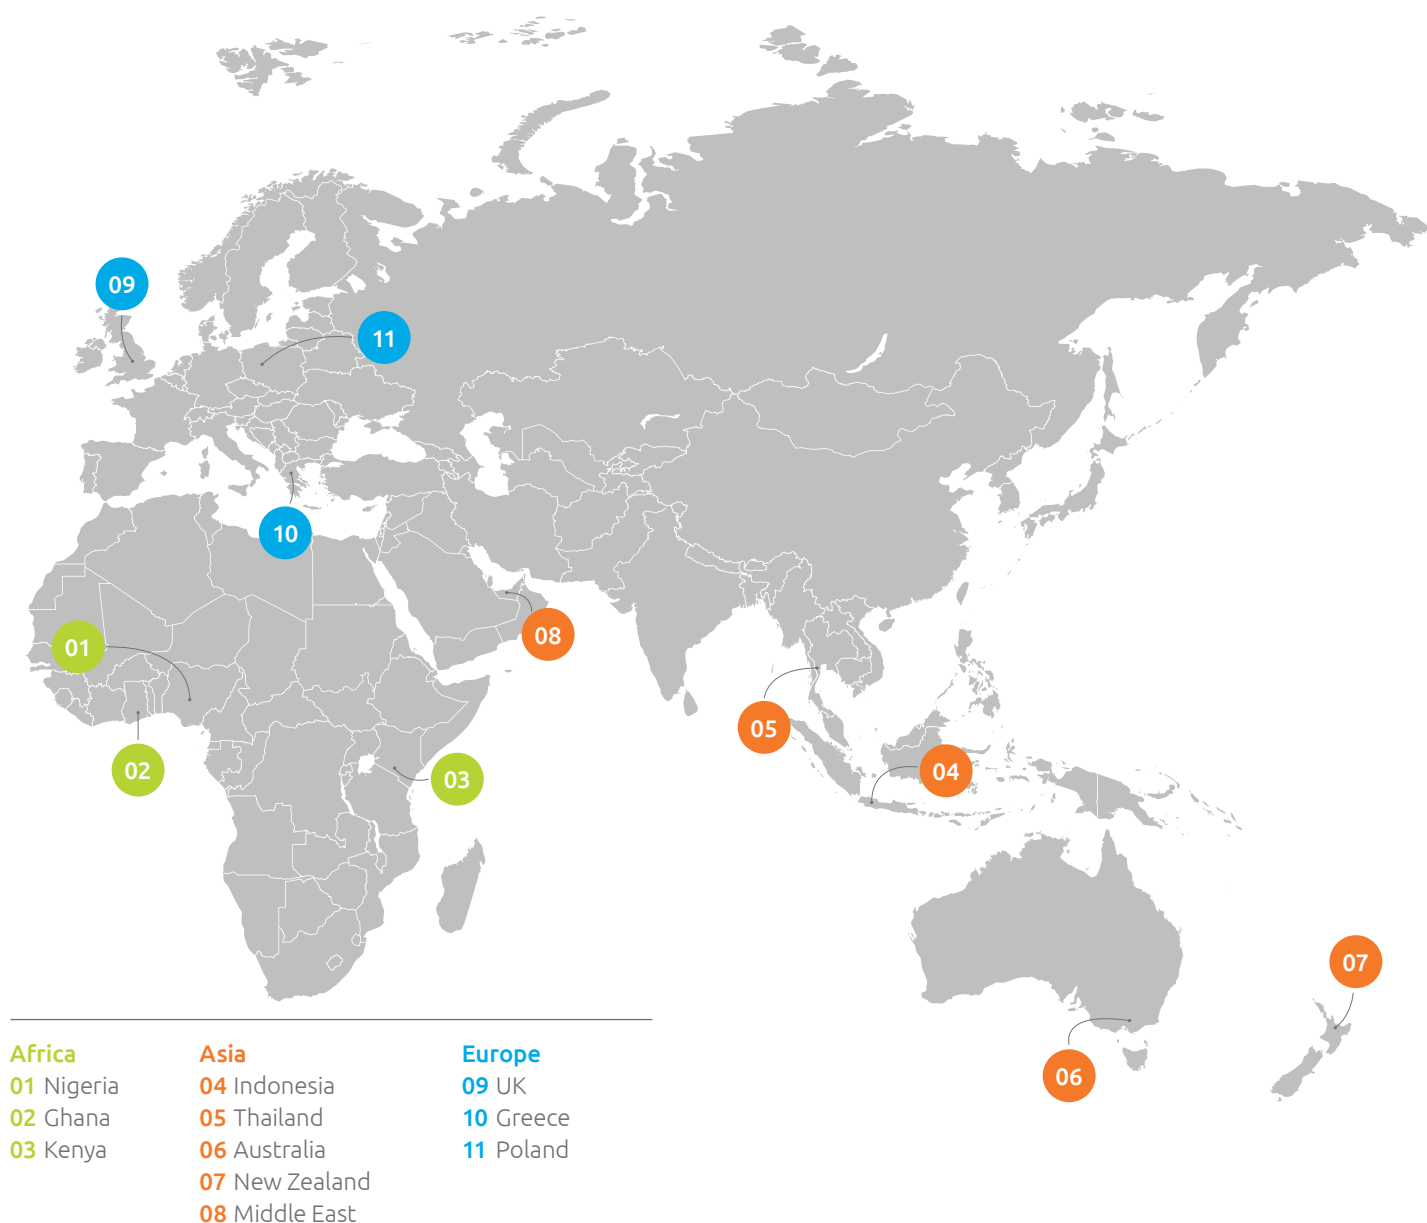 09
11
10
01
08
02
03
05
04
07
06
Africa
01 Nigeria
02 Ghana
03 Kenya
Asia
04 Indonesia
05 Thailand
06 Australia
07 New Zealand
08 Middle East
Europe
09 UK
10 Greece
11 Poland